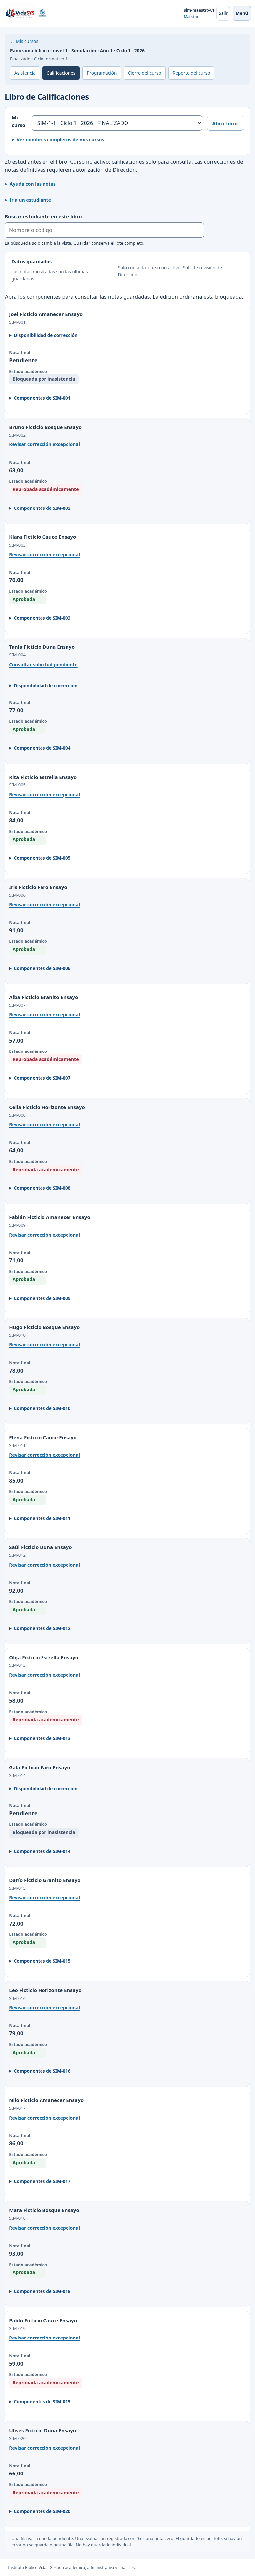 VidaSYS
sim-maestro-01
Maestro
Salir
Menú
← Mis cursos
Panorama bíblico · nivel 1 · Simulación · Año 1 · Ciclo 1 · 2026
Finalizado · Ciclo formativo 1
Asistencia
Calificaciones
Programación
Cierre del curso
Reporte del curso
Libro de Calificaciones
Mi curso
SIM-1-1 · Ciclo 1 · 2026 · FINALIZADO
Abrir libro
▸ Ver nombres completos de mis cursos
20 estudiantes en el libro. Curso no activo: calificaciones solo para consulta. Las correcciones de
notas definitivas requieren autorización de Dirección.
▸ Ayuda con las notas
▸ Ir a un estudiante
Buscar estudiante en este libro
Nombre o código
La búsqueda solo cambia la vista. Guardar conserva el lote completo.
Datos guardados
Las notas mostradas son las últimas guardadas.
Solo consulta: curso no activo. Solicite revisión de Dirección.
Abra los componentes para consultar las notas guardadas. La edición ordinaria está bloqueada.
Joel Ficticio Amanecer Ensayo
SIM-001
▸ Disponibilidad de corrección
Nota final
Pendiente
Estado académico
Bloqueada por inasistencia
▸ Componentes de SIM-001
Bruno Ficticio Bosque Ensayo
SIM-002
Revisar corrección excepcional
Nota final
63,00
Estado académico
Reprobada académicamente
▸ Componentes de SIM-002
Kiara Ficticio Cauce Ensayo
SIM-003
Revisar corrección excepcional
Nota final
76,00
Estado académico
Aprobada
▸ Componentes de SIM-003
Tania Ficticio Duna Ensayo
SIM-004
Consultar solicitud pendiente
▸ Disponibilidad de corrección
Nota final
77,00
Estado académico
Aprobada
▸ Componentes de SIM-004
Rita Ficticio Estrella Ensayo
SIM-005
Revisar corrección excepcional
Nota final
84,00
Estado académico
Aprobada
▸ Componentes de SIM-005
Iris Ficticio Faro Ensayo
SIM-006
Revisar corrección excepcional
Nota final
91,00
Estado académico
Aprobada
▸ Componentes de SIM-006
Alba Ficticio Granito Ensayo
SIM-007
Revisar corrección excepcional
Nota final
57,00
Estado académico
Reprobada académicamente
▸ Componentes de SIM-007
Celia Ficticio Horizonte Ensayo
SIM-008
Revisar corrección excepcional
Nota final
64,00
Estado académico
Reprobada académicamente
▸ Componentes de SIM-008
Fabián Ficticio Amanecer Ensayo
SIM-009
Revisar corrección excepcional
Nota final
71,00
Estado académico
Aprobada
▸ Componentes de SIM-009
Hugo Ficticio Bosque Ensayo
SIM-010
Revisar corrección excepcional
Nota final
78,00
Estado académico
Aprobada
▸ Componentes de SIM-010
Elena Ficticio Cauce Ensayo
SIM-011
Revisar corrección excepcional
Nota final
85,00
Estado académico
Aprobada
▸ Componentes de SIM-011
Saúl Ficticio Duna Ensayo
SIM-012
Revisar corrección excepcional
Nota final
92,00
Estado académico
Aprobada
▸ Componentes de SIM-012
Olga Ficticio Estrella Ensayo
SIM-013
Revisar corrección excepcional
Nota final
58,00
Estado académico
Reprobada académicamente
▸ Componentes de SIM-013
Gala Ficticio Faro Ensayo
SIM-014
▸ Disponibilidad de corrección
Nota final
Pendiente
Estado académico
Bloqueada por inasistencia
▸ Componentes de SIM-014
Darío Ficticio Granito Ensayo
SIM-015
Revisar corrección excepcional
Nota final
72,00
Estado académico
Aprobada
▸ Componentes de SIM-015
Leo Ficticio Horizonte Ensayo
SIM-016
Revisar corrección excepcional
Nota final
79,00
Estado académico
Aprobada
▸ Componentes de SIM-016
Nilo Ficticio Amanecer Ensayo
SIM-017
Revisar corrección excepcional
Nota final
86,00
Estado académico
Aprobada
▸ Componentes de SIM-017
Mara Ficticio Bosque Ensayo
SIM-018
Revisar corrección excepcional
Nota final
93,00
Estado académico
Aprobada
▸ Componentes de SIM-018
Pablo Ficticio Cauce Ensayo
SIM-019
Revisar corrección excepcional
Nota final
59,00
Estado académico
Reprobada académicamente
▸ Componentes de SIM-019
Ulises Ficticio Duna Ensayo
SIM-020
Revisar corrección excepcional
Nota final
66,00
Estado académico
Reprobada académicamente
▸ Componentes de SIM-020
Una fila vacía queda pendiente. Una evaluación registrada con 0 es una nota cero. El guardado es por lote: si hay un
error no se guarda ninguna fila. No hay guardado individual.
Instituto Bíblico Vida · Gestión académica, administrativa y financiera